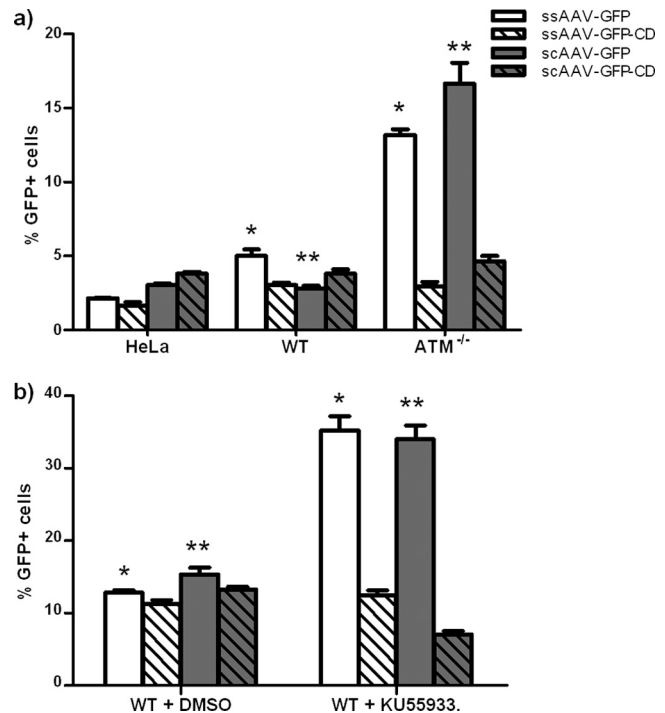 a)
ssAAV-GFP
ssAAV-GFP-CD
scAAV-GFP
scAAV-GFP-CD
20
15
10
5
0
% GFP+ cells
*
**
*
**
HeLa
WT
ATM -/-
b)
40
30
20
10
0
% GFP+ cells
*
**
*
**
WT + DMSO
WT + KU55933.